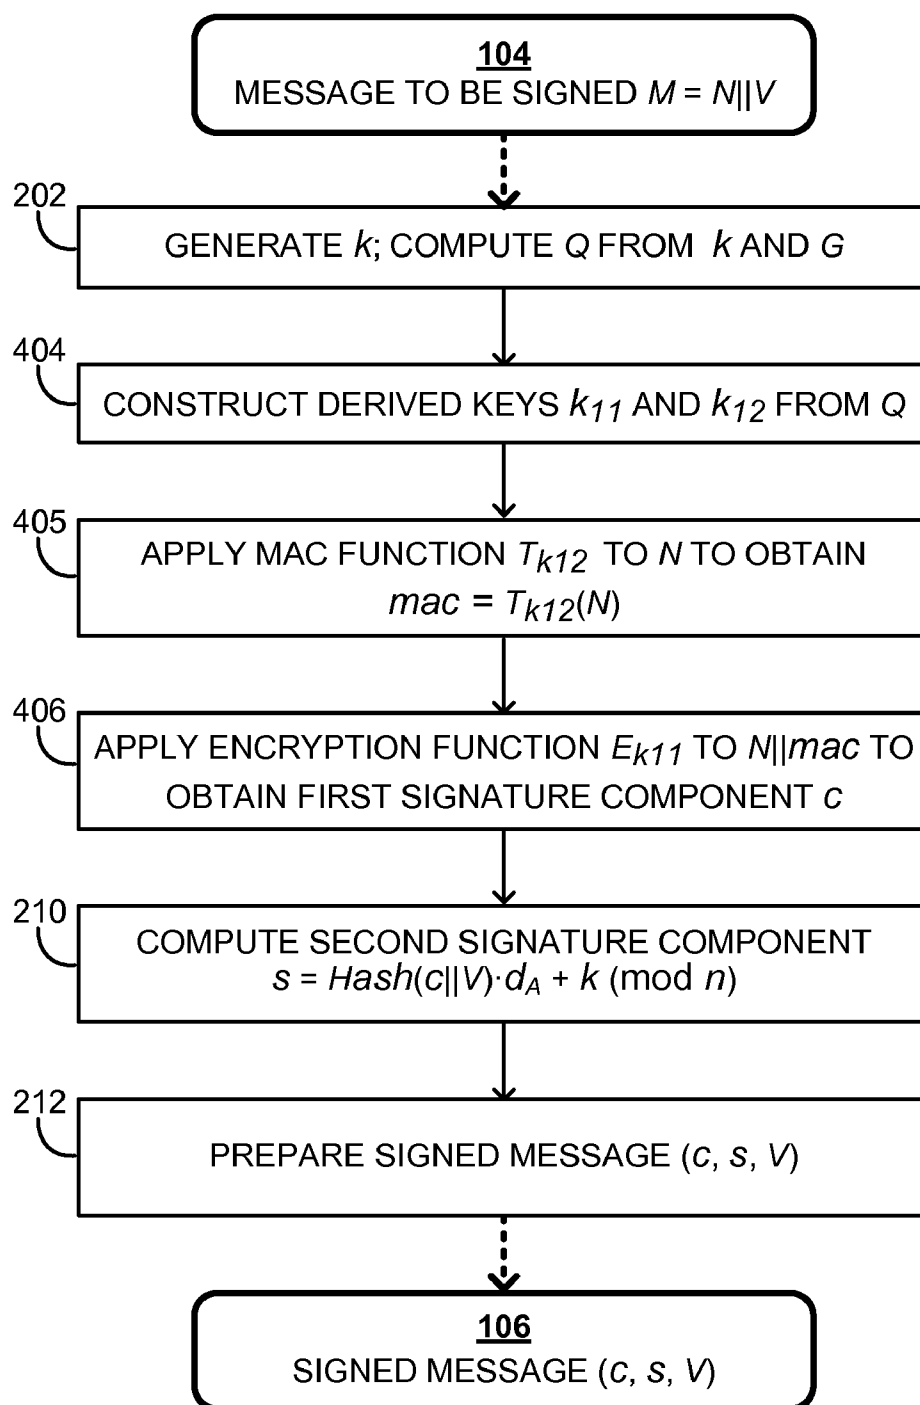 104
MESSAGE TO BE SIGNED M = N||V
202
GENERATE k; COMPUTE Q FROM k AND G
404
CONSTRUCT DERIVED KEYS k11 AND k12 FROM Q
405
APPLY MAC FUNCTION Tk12 TO N TO OBTAIN
mac = Tk12(N)
406
APPLY ENCRYPTION FUNCTION Ek11 TO N||mac TO
OBTAIN FIRST SIGNATURE COMPONENT c
210
COMPUTE SECOND SIGNATURE COMPONENT
s = Hash(c||V)·dA + k (mod n)
212
PREPARE SIGNED MESSAGE (c, s, V)
106
SIGNED MESSAGE (c, s, V)